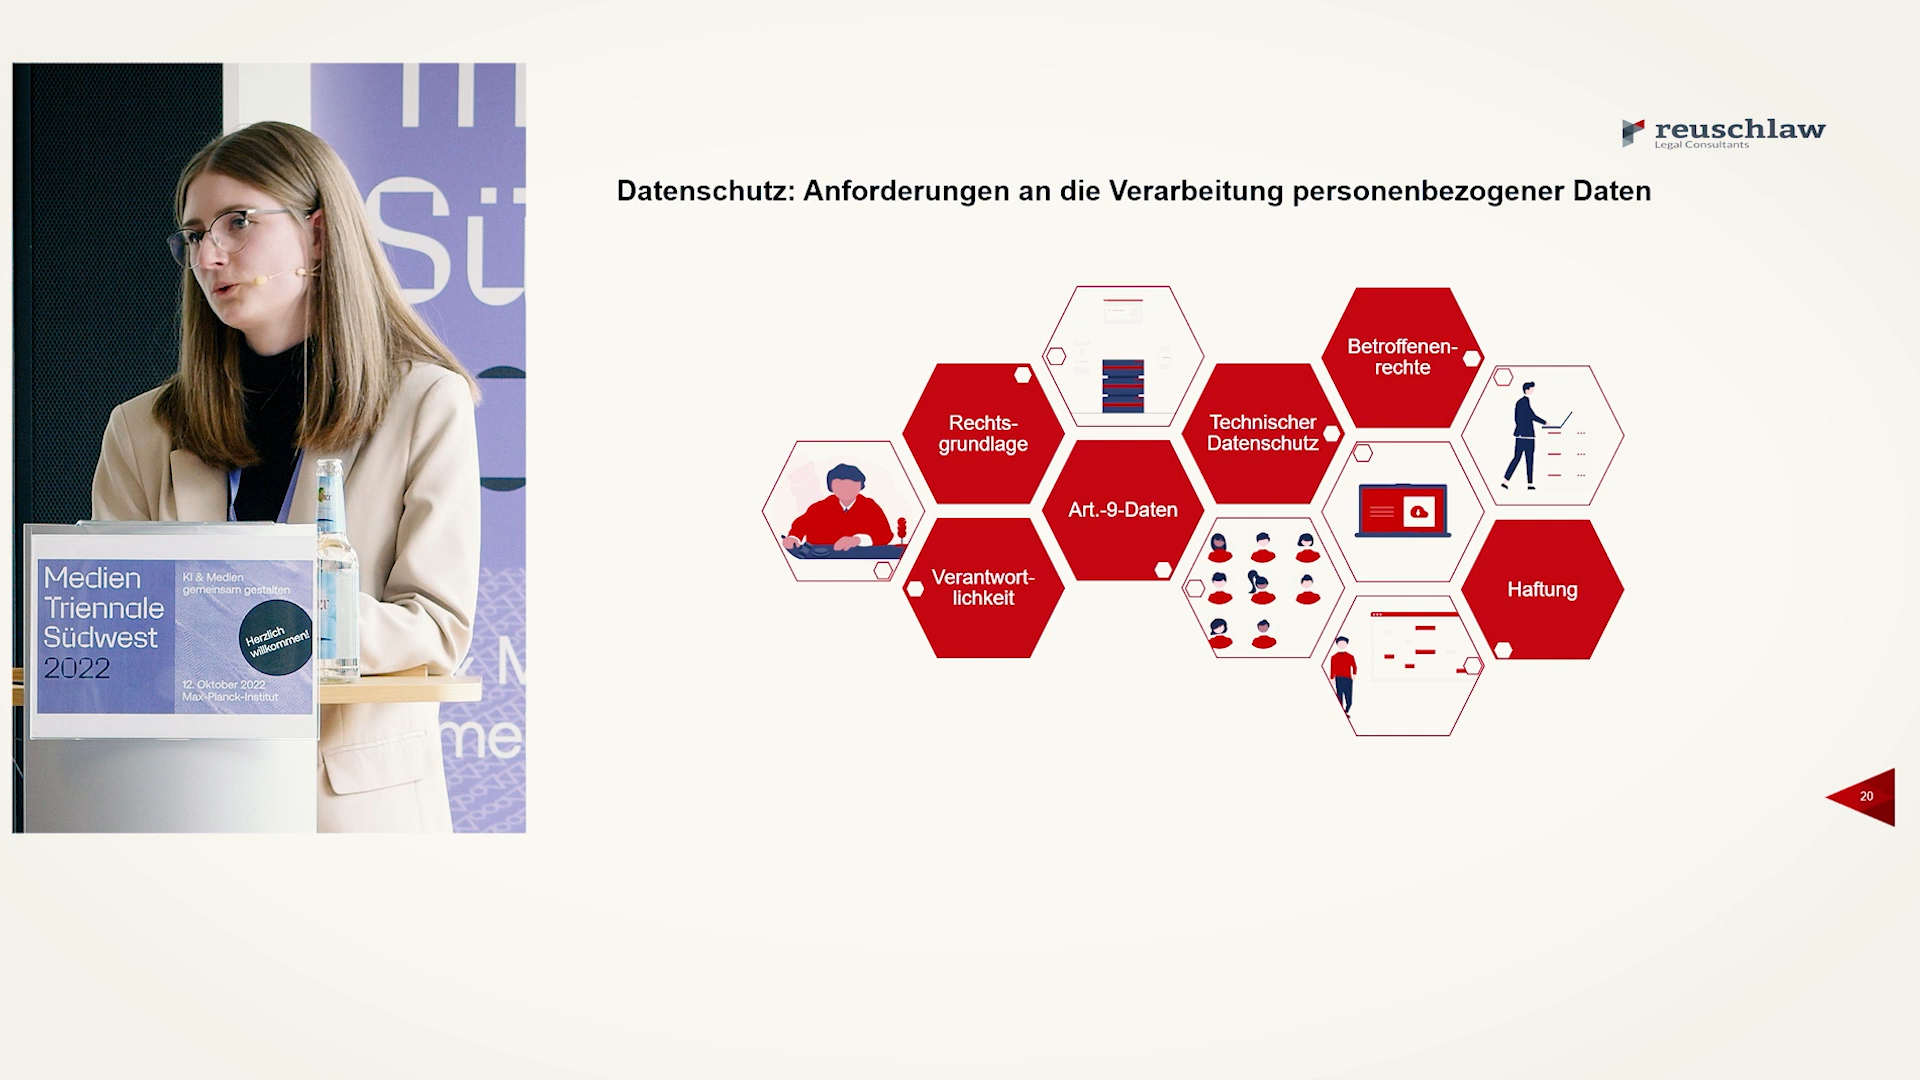 Sü
me
Medien
Triennale
Südwest
2022
KI & Medien
gemeinsam gestalten
Herzlich
willkommen!
12. Oktober 2022
Max-Planck-Institut
reuschlaw
Legal Consultants
Datenschutz: Anforderungen an die Verarbeitung personenbezogener Daten
Betroffenen-
rechte
Rechts-
grundlage
Technischer
Datenschutz
Art.-9-Daten
Verantwort-
lichkeit
Haftung
20